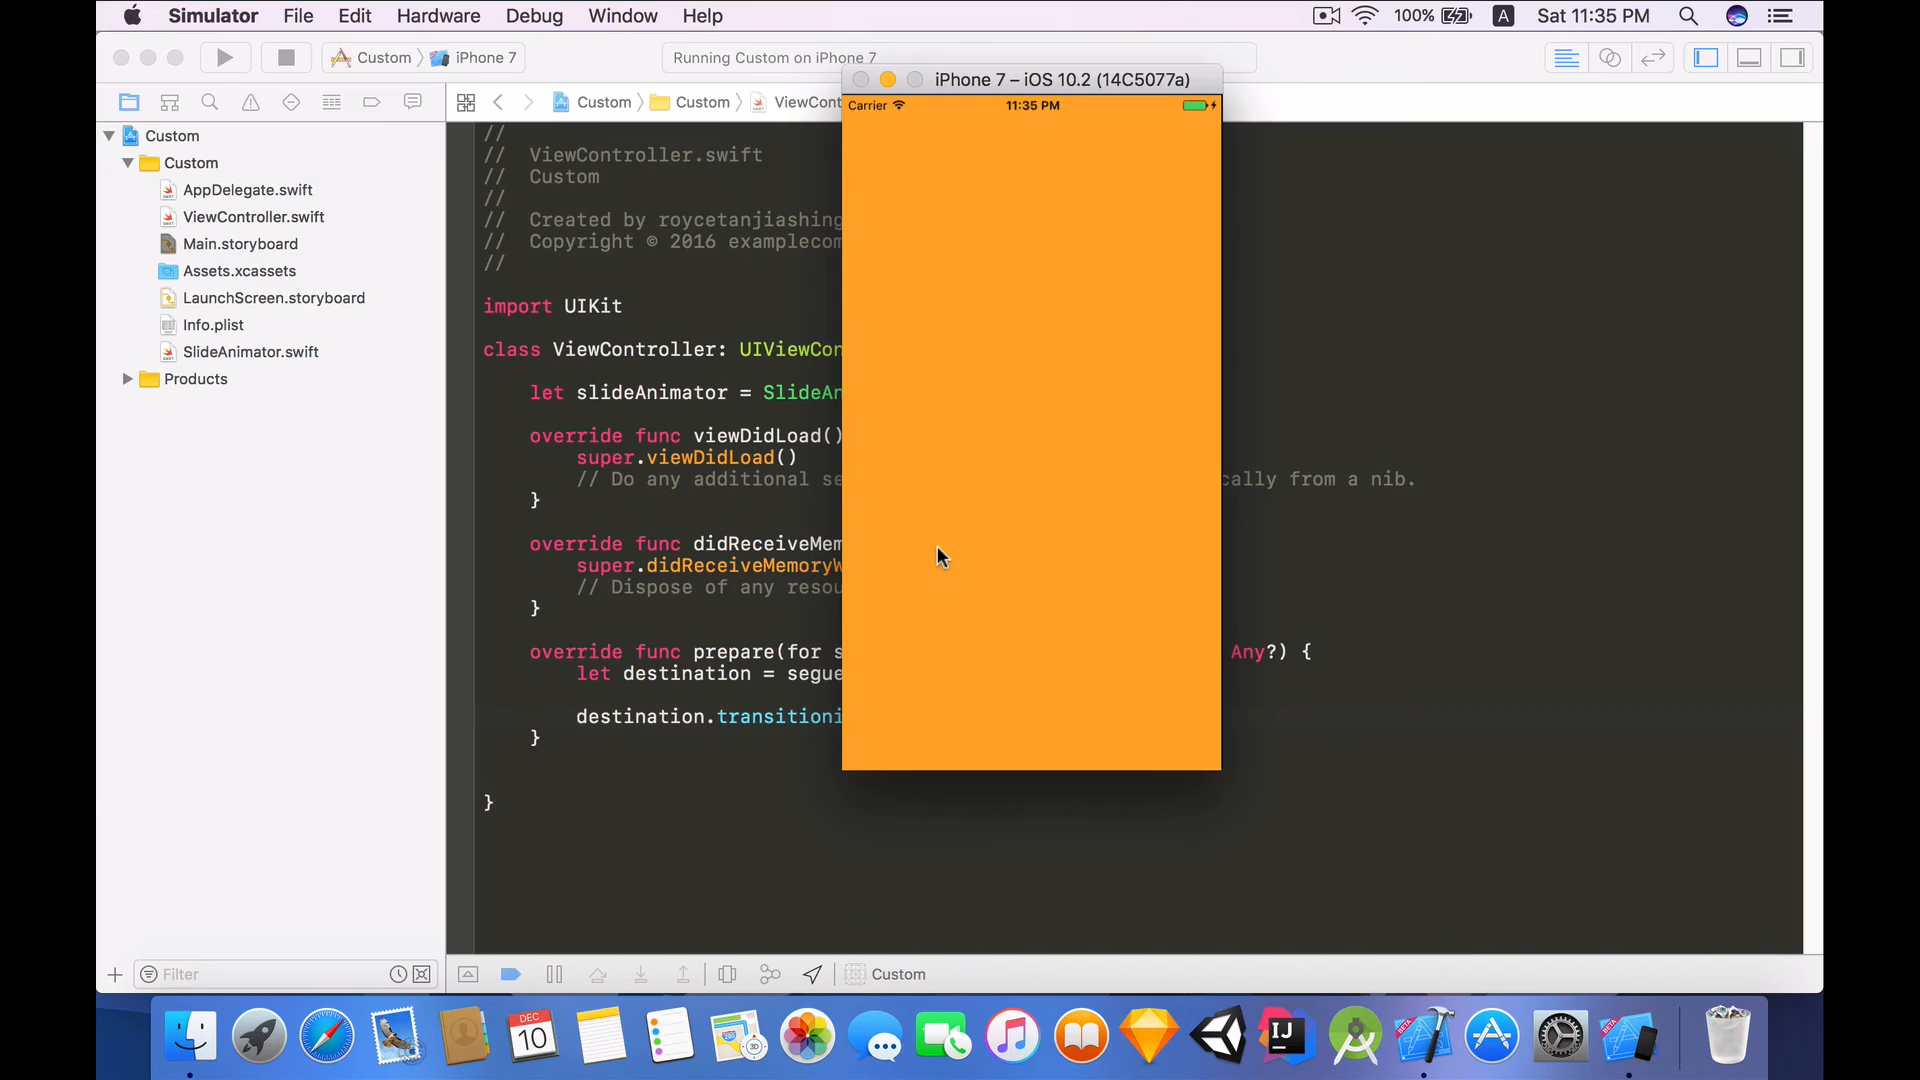 Simulator File Edit Hardware Debug Window Help 100% A Sat 11:35 PM
Custom iPhone 7 Running Custom on iPhone 7
iPhone 7 – iOS 10.2 (14C5077a)
Custom Custom ViewCont
Carrier 11:35 PM
Custom
Custom
AppDelegate.swift
ViewController.swift
Main.storyboard
Assets.xcassets
LaunchScreen.storyboard
Info.plist
SlideAnimator.swift
Products
//
// ViewController.swift
// Custom
//
// Created by roycetanjiashing
// Copyright © 2016 examplecom
//
import UIKit
class ViewController: UIViewCon
let slideAnimator = SlideAn
override func viewDidLoad()
super.viewDidLoad()
// Do any additional se cally from a nib.
}
override func didReceiveMem
super.didReceiveMemoryW
// Dispose of any resou
}
override func prepare(for s Any?) {
let destination = segue
destination.transitioni
}
}
Filter
Custom
DEC
10
3D
IJ
BETA
BETA